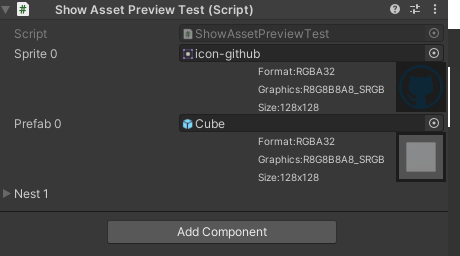 Show Asset Preview Test (Script)
Script ShowAssetPreviewTest
Sprite 0 icon-github
Format:RGBA32
Graphics:R8G8B8A8_SRGB
Size:128x128
Prefab 0 Cube
Format:RGBA32
Graphics:R8G8B8A8_SRGB
Size:128x128
Nest 1
Add Component